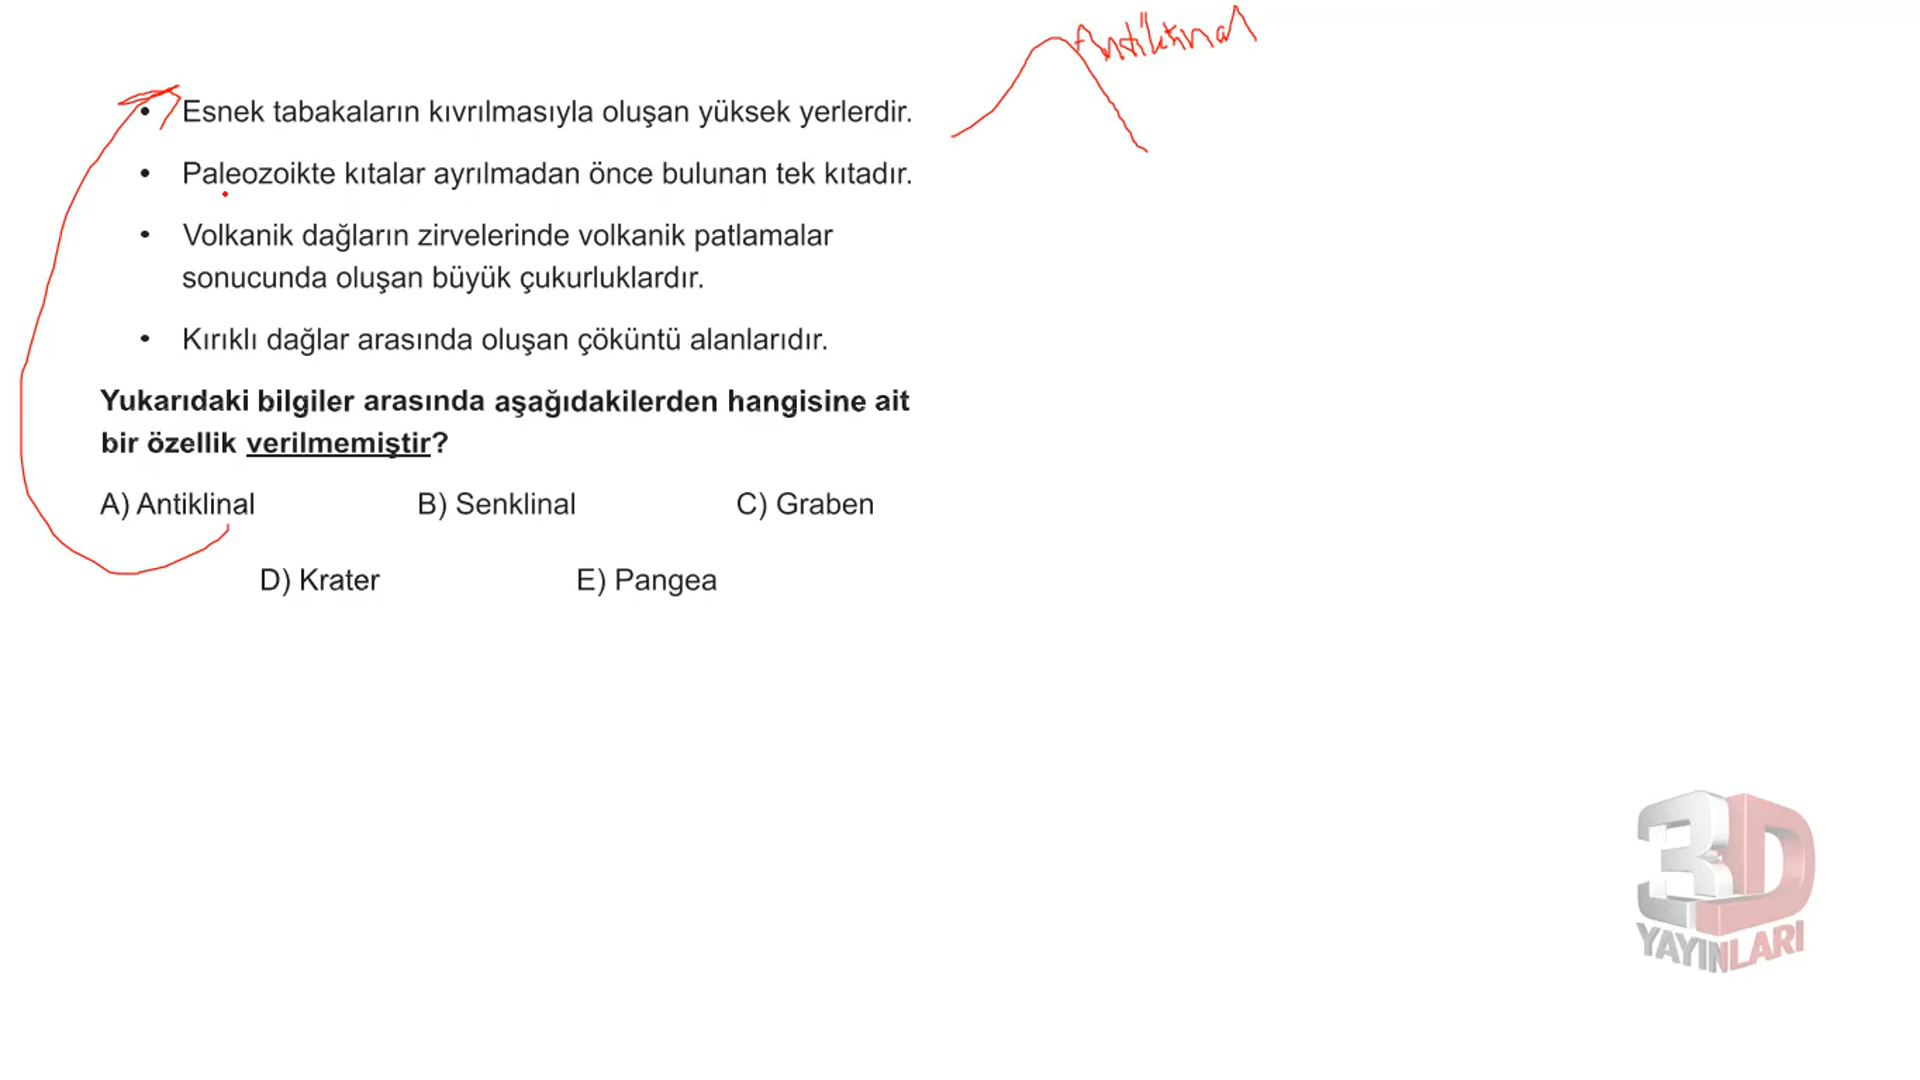 Antiklinal
• Esnek tabakaların kıvrılmasıyla oluşan yüksek yerlerdir.
• Paleozoikte kıtalar ayrılmadan önce bulunan tek kıtadır.
• Volkanik dağların zirvelerinde volkanik patlamalar
sonucunda oluşan büyük çukurluklardır.
• Kırıklı dağlar arasında oluşan çöküntü alanlarıdır.
Yukarıdaki bilgiler arasında aşağıdakilerden hangisine ait
bir özellik verilmemiştir?
A) Antiklinal B) Senklinal C) Graben
D) Krater E) Pangea
3D
YAYINLARI